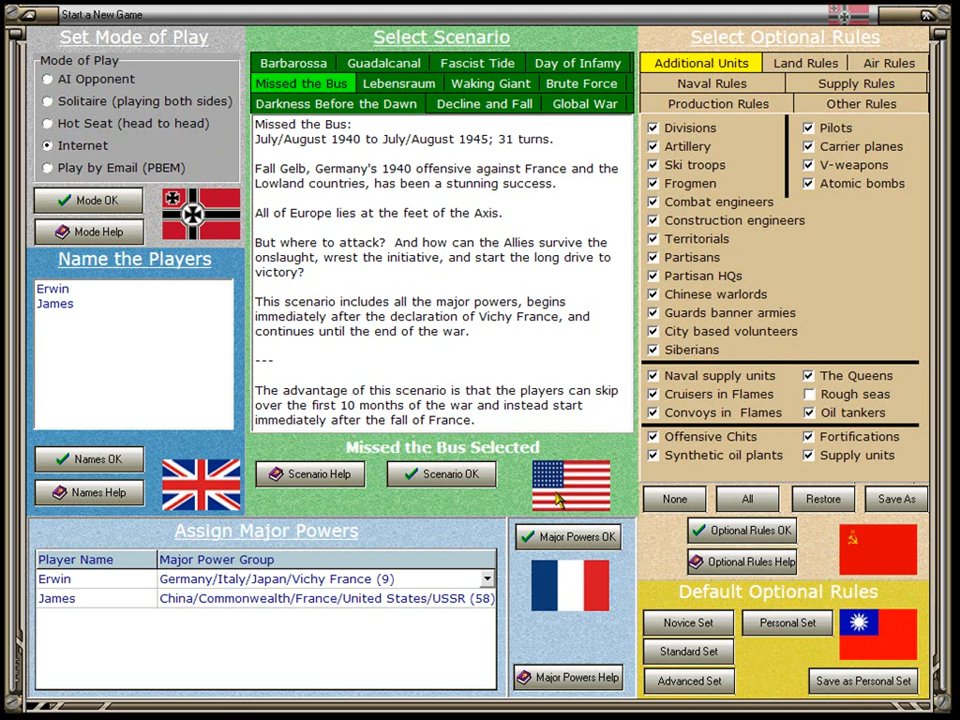 Start a New Game
Set Mode of Play
Mode of Play
AI Opponent
Solitaire (playing both sides)
Hot Seat (head to head)
Internet
Play by Email (PBEM)
Mode OK
Mode Help
Name the Players
Erwin
James
Names OK
Names Help
Select Scenario
Barbarossa Guadalcanal Fascist Tide Day of Infamy
Missed the Bus Lebensraum Waking Giant Brute Force
Darkness Before the Dawn Decline and Fall Global War
Missed the Bus:
July/August 1940 to July/August 1945; 31 turns.
Fall Gelb, Germany's 1940 offensive against France and the
Lowland countries, has been a stunning success.
All of Europe lies at the feet of the Axis.
But where to attack? And how can the Allies survive the
onslaught, wrest the initiative, and start the long drive to
victory?
This scenario includes all the major powers, begins
immediately after the declaration of Vichy France, and
continues until the end of the war.
---
The advantage of this scenario is that the players can skip
over the first 10 months of the war and instead start
immediately after the fall of France.
Missed the Bus Selected
Scenario Help
Scenario OK
Select Optional Rules
Additional Units Land Rules Air Rules
Naval Rules Supply Rules
Production Rules Other Rules
Divisions Pilots
Artillery Carrier planes
Ski troops V-weapons
Frogmen Atomic bombs
Combat engineers
Construction engineers
Territorials
Partisans
Partisan HQs
Chinese warlords
Guards banner armies
City based volunteers
Siberians
Naval supply units The Queens
Cruisers in Flames Rough seas
Convoys in Flames Oil tankers
Offensive Chits Fortifications
Synthetic oil plants Supply units
None All Restore Save As
Optional Rules OK
Optional Rules Help
Assign Major Powers
Player Name Major Power Group
Erwin Germany/Italy/Japan/Vichy France (9)
James China/Commonwealth/France/United States/USSR (58)
Major Powers OK
Major Powers Help
Default Optional Rules
Novice Set Personal Set
Standard Set
Advanced Set Save as Personal Set